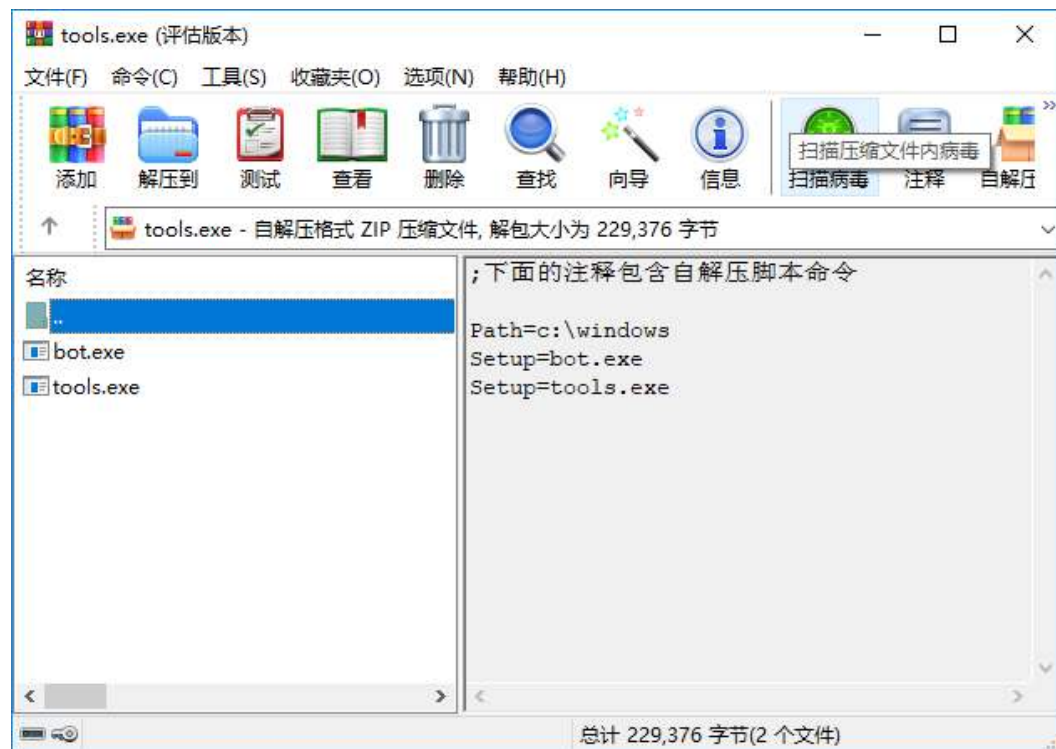 tools.exe (评估版本)
文件(F) 命令(C) 工具(S) 收藏夹(O) 选项(N) 帮助(H)
扫描压缩文件内病毒
添加 解压到 测试 查看 删除 查找 向导 信息 扫描病毒 注释 自解压
tools.exe - 自解压格式 ZIP 压缩文件, 解包大小为 229,376 字节
名称
..
bot.exe
tools.exe
;下面的注释包含自解压脚本命令
Path=c:\windows
Setup=bot.exe
Setup=tools.exe
总计 229,376 字节(2 个文件)